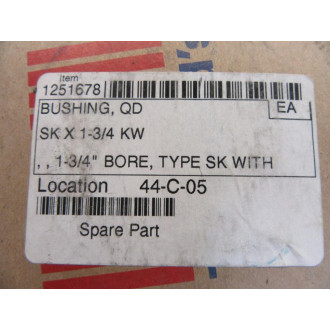 Item
1251678
BUSHING, QD
EA
SK X 1-3/4 KW
, , 1-3/4" BORE, TYPE SK WITH
Location 44-C-05
Spare Part